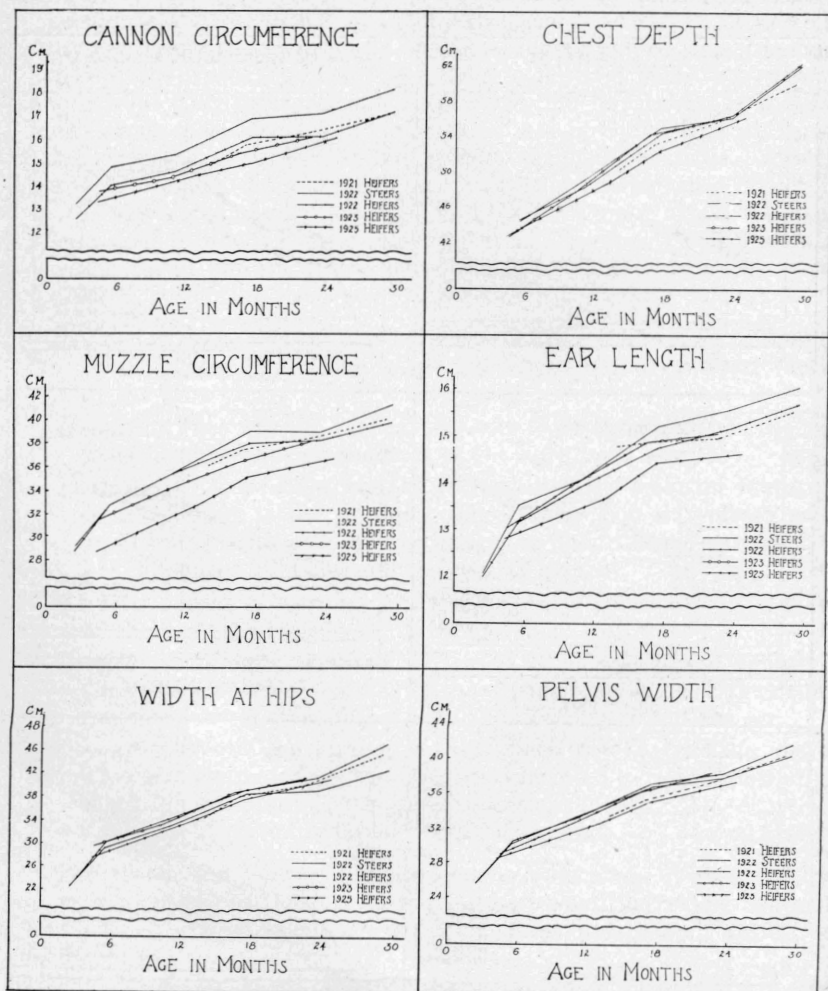 CANNON CIRCUMFERENCE
CM.
19
18
17
16
15
14
13
12
0
1921 HEIFERS
1922 STEERS
1922 HEIFERS
1923 HEIFERS
1925 HEIFERS
0 6 12 18 24 30
AGE IN MONTHS
CHEST DEPTH
CM.
62
58
54
50
46
42
0
1921 HEIFERS
1922 STEERS
1922 HEIFERS
1923 HEIFERS
1925 HEIFERS
0 6 12 18 24 30
AGE IN MONTHS
MUZZLE CIRCUMFERENCE
CM.
42
40
38
36
34
32
30
28
0
1921 HEIFERS
1922 STEERS
1922 HEIFERS
1923 HEIFERS
1925 HEIFERS
0 6 12 18 24 30
AGE IN MONTHS
EAR LENGTH
CM.
16
15
14
13
12
0
1921 HEIFERS
1922 STEERS
1922 HEIFERS
1923 HEIFERS
1925 HEIFERS
0 6 12 18 24 30
AGE IN MONTHS
WIDTH AT HIPS
CM.
48
46
42
38
30
26
22
0
1921 HEIFERS
1922 STEERS
1922 HEIFERS
1923 HEIFERS
1925 HEIFERS
0 6 12 18 24 30
AGE IN MONTHS
PELVIS WIDTH
CM.
44
40
36
32
28
24
0
1921 HEIFERS
1922 STEERS
1922 HEIFERS
1923 HEIFERS
1925 HEIFERS
0 6 12 18 24 30
AGE IN MONTHS